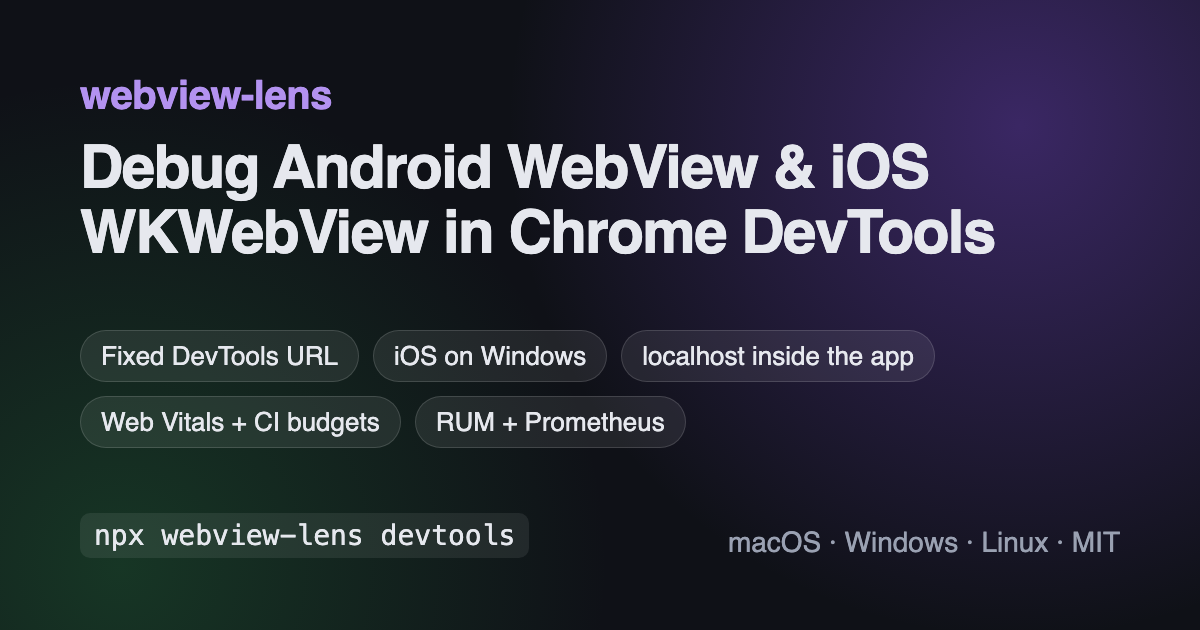 webview-lens
Debug Android WebView & iOS
WKWebView in Chrome DevTools
Fixed DevTools URL
iOS on Windows
localhost inside the app
Web Vitals + CI budgets
RUM + Prometheus
npx webview-lens devtools
macOS · Windows · Linux · MIT